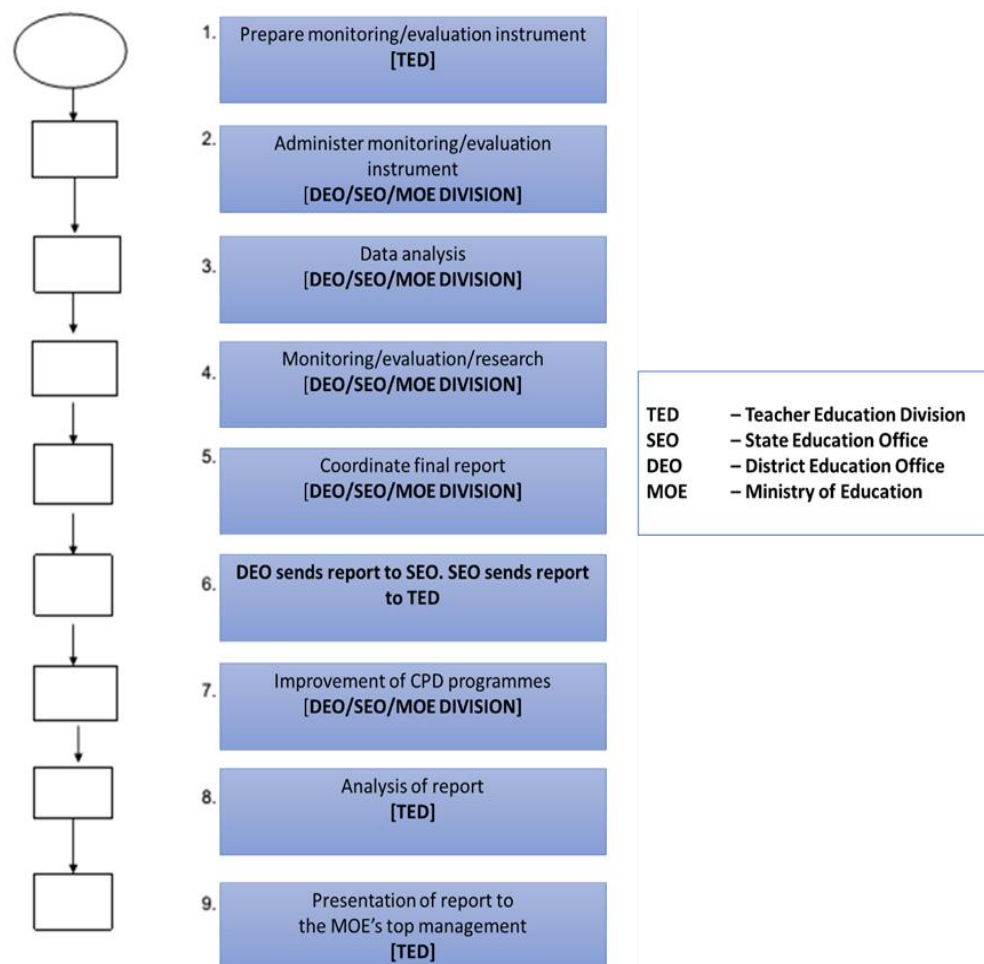 1. Prepare monitoring/evaluation instrument
[TED]
2. Administer monitoring/evaluation
instrument
[DEO/SEO/MOE DIVISION]
3. Data analysis
[DEO/SEO/MOE DIVISION]
4. Monitoring/evaluation/research
[DEO/SEO/MOE DIVISION]
5. Coordinate final report
[DEO/SEO/MOE DIVISION]
6. DEO sends report to SEO. SEO sends report
to TED
7. Improvement of CPD programmes
[DEO/SEO/MOE DIVISION]
8. Analysis of report
[TED]
9. Presentation of report to
the MOE’s top management
[TED]
TED – Teacher Education Division
SEO – State Education Office
DEO – District Education Office
MOE – Ministry of Education